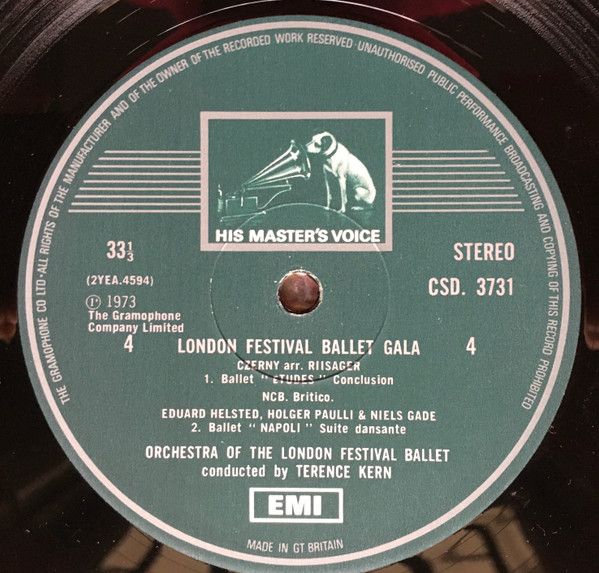 THE GRAMOPHONE CO LTD·ALL RIGHTS OF THE MANUFACTURER AND OF THE OWNER OF THE RECORDED WORK RESERVED UNAUTHORISED PUBLIC PERFORMANCE BROADCASTING AND COPYING OF THIS RECORD PROHIBITED
HIS MASTER'S VOICE
33⅓
STEREO
(2YEA.4594)
CSD. 3731
Ⓟ 1973
The Gramophone
Company Limited
4 LONDON FESTIVAL BALLET GALA 4
CZERNY arr. RIISAGER
1. Ballet "ETUDES" Conclusion
NCB. Britico.
EDUARD HELSTED, HOLGER PAULLI & NIELS GADE
2. Ballet "NAPOLI" Suite dansante
ORCHESTRA OF THE LONDON FESTIVAL BALLET
conducted by TERENCE KERN
EMI
MADE IN GT BRITAIN